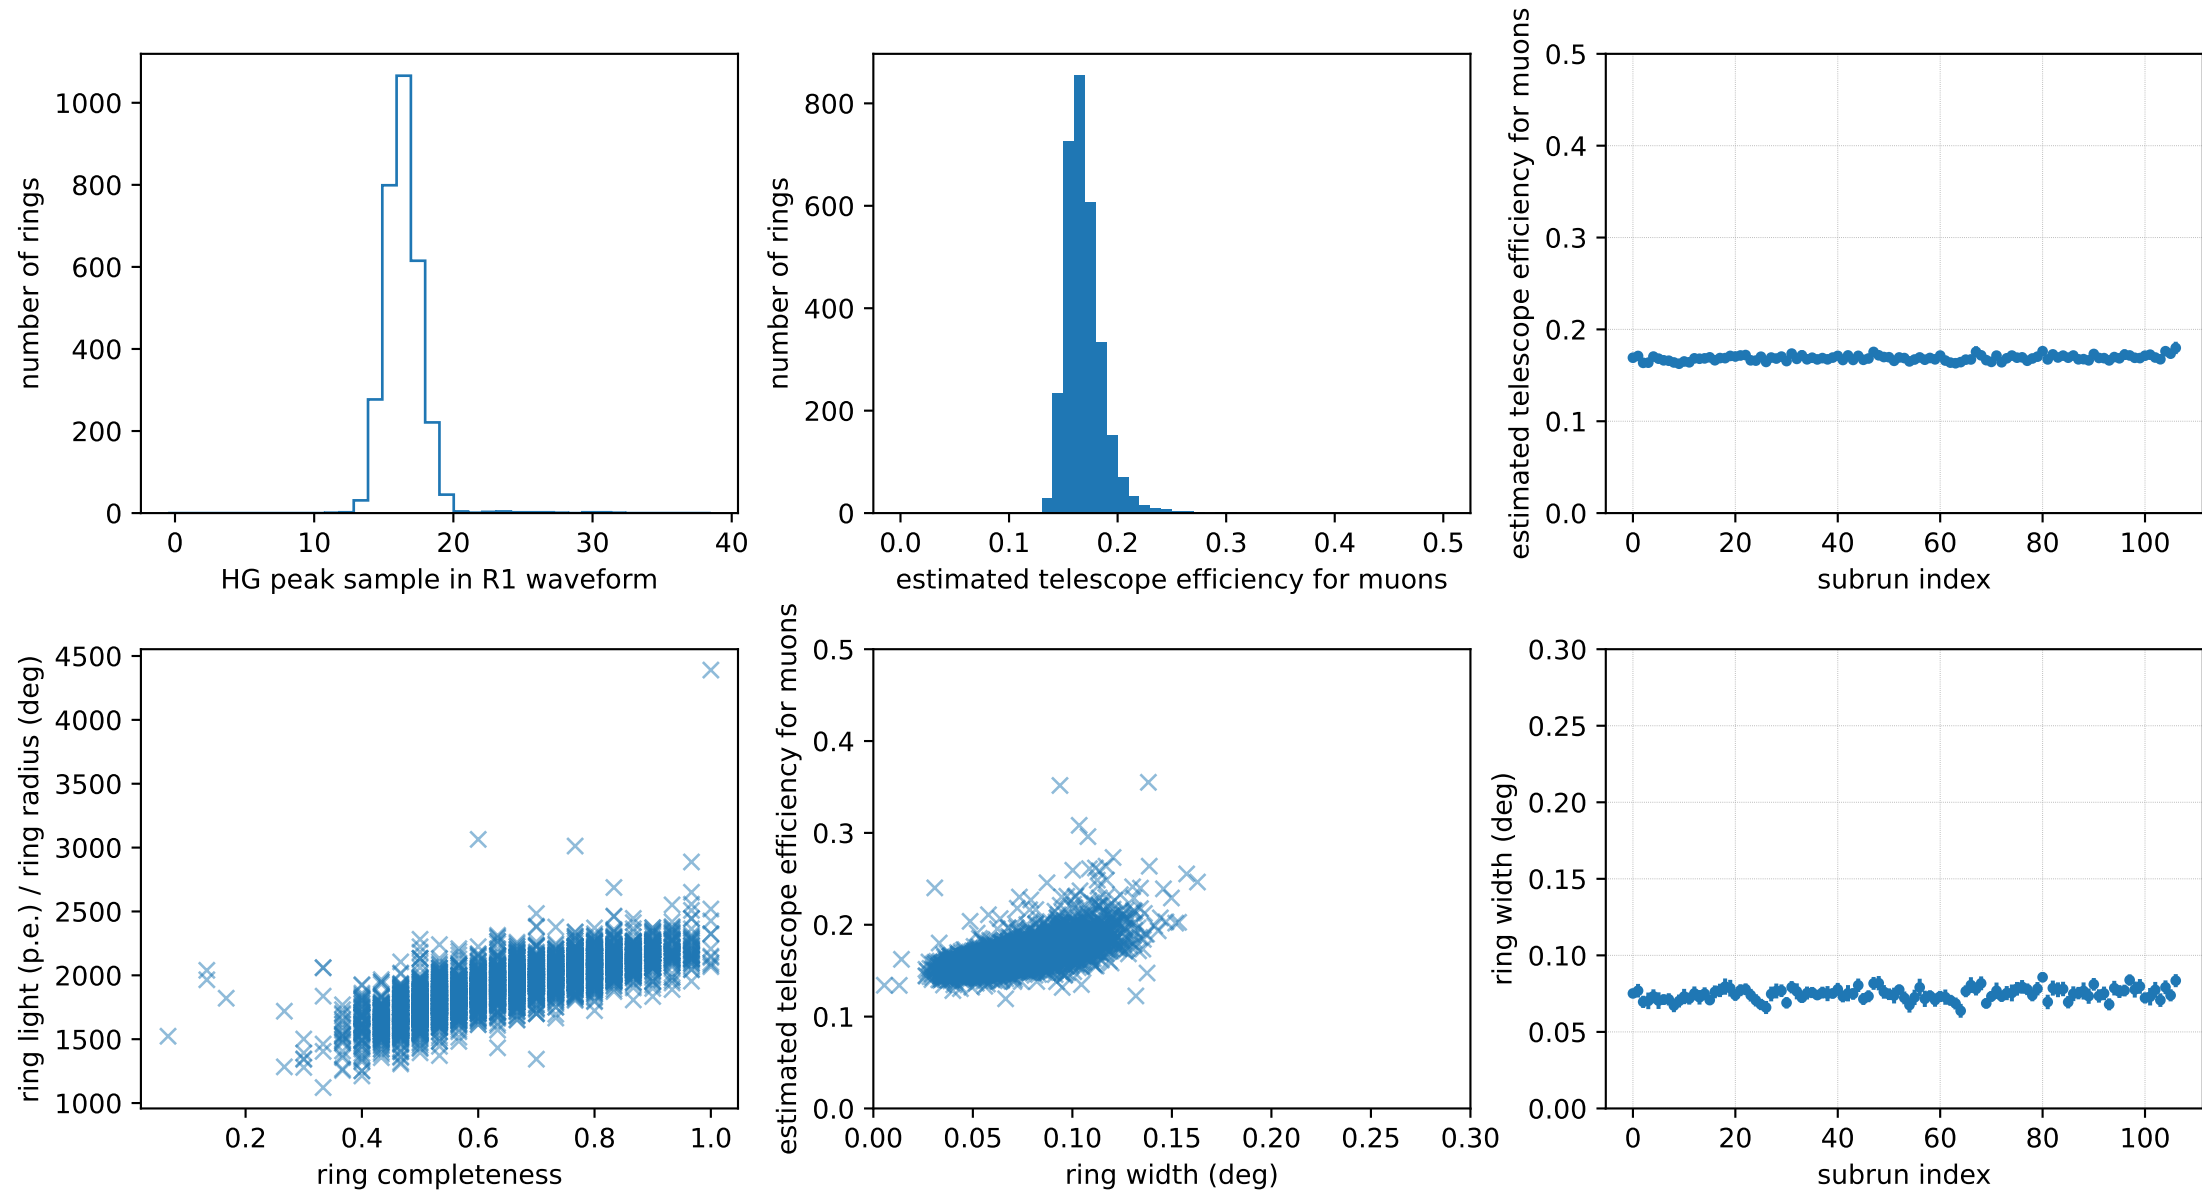 1000
800
600
400
200
0
number of rings
0 10 20 30 40
HG peak sample in R1 waveform
800
600
400
200
0
number of rings
0.0 0.1 0.2 0.3 0.4 0.5
estimated telescope efficiency for muons
0.5
0.4
0.3
0.2
0.1
0.0
estimated telescope efficiency for muons
0 20 40 60 80 100
subrun index
4500
4000
3500
3000
2500
2000
1500
1000
ring light (p.e.) / ring radius (deg)
0.2 0.4 0.6 0.8 1.0
ring completeness
0.5
0.4
0.3
0.2
0.1
0.0
estimated telescope efficiency for muons
0.00 0.05 0.10 0.15 0.20 0.25 0.30
ring width (deg)
0.30
0.25
0.20
0.15
0.10
0.05
0.00
ring width (deg)
0 20 40 60 80 100
subrun index